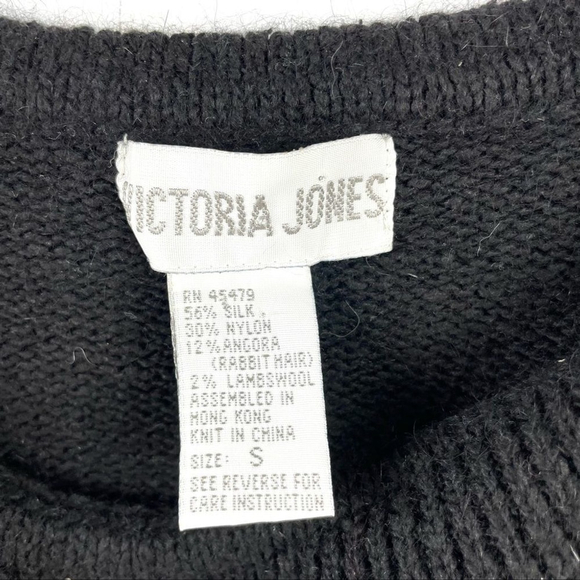 VICTORIA JONES
RN 45479
56% SILK
30% NYLON
12% ANGORA
(RABBIT HAIR)
2% LAMBSWOOL
ASSEMBLED IN
HONG KONG
KNIT IN CHINA
SIZE: S
SEE REVERSE FOR
CARE INSTRUCTION